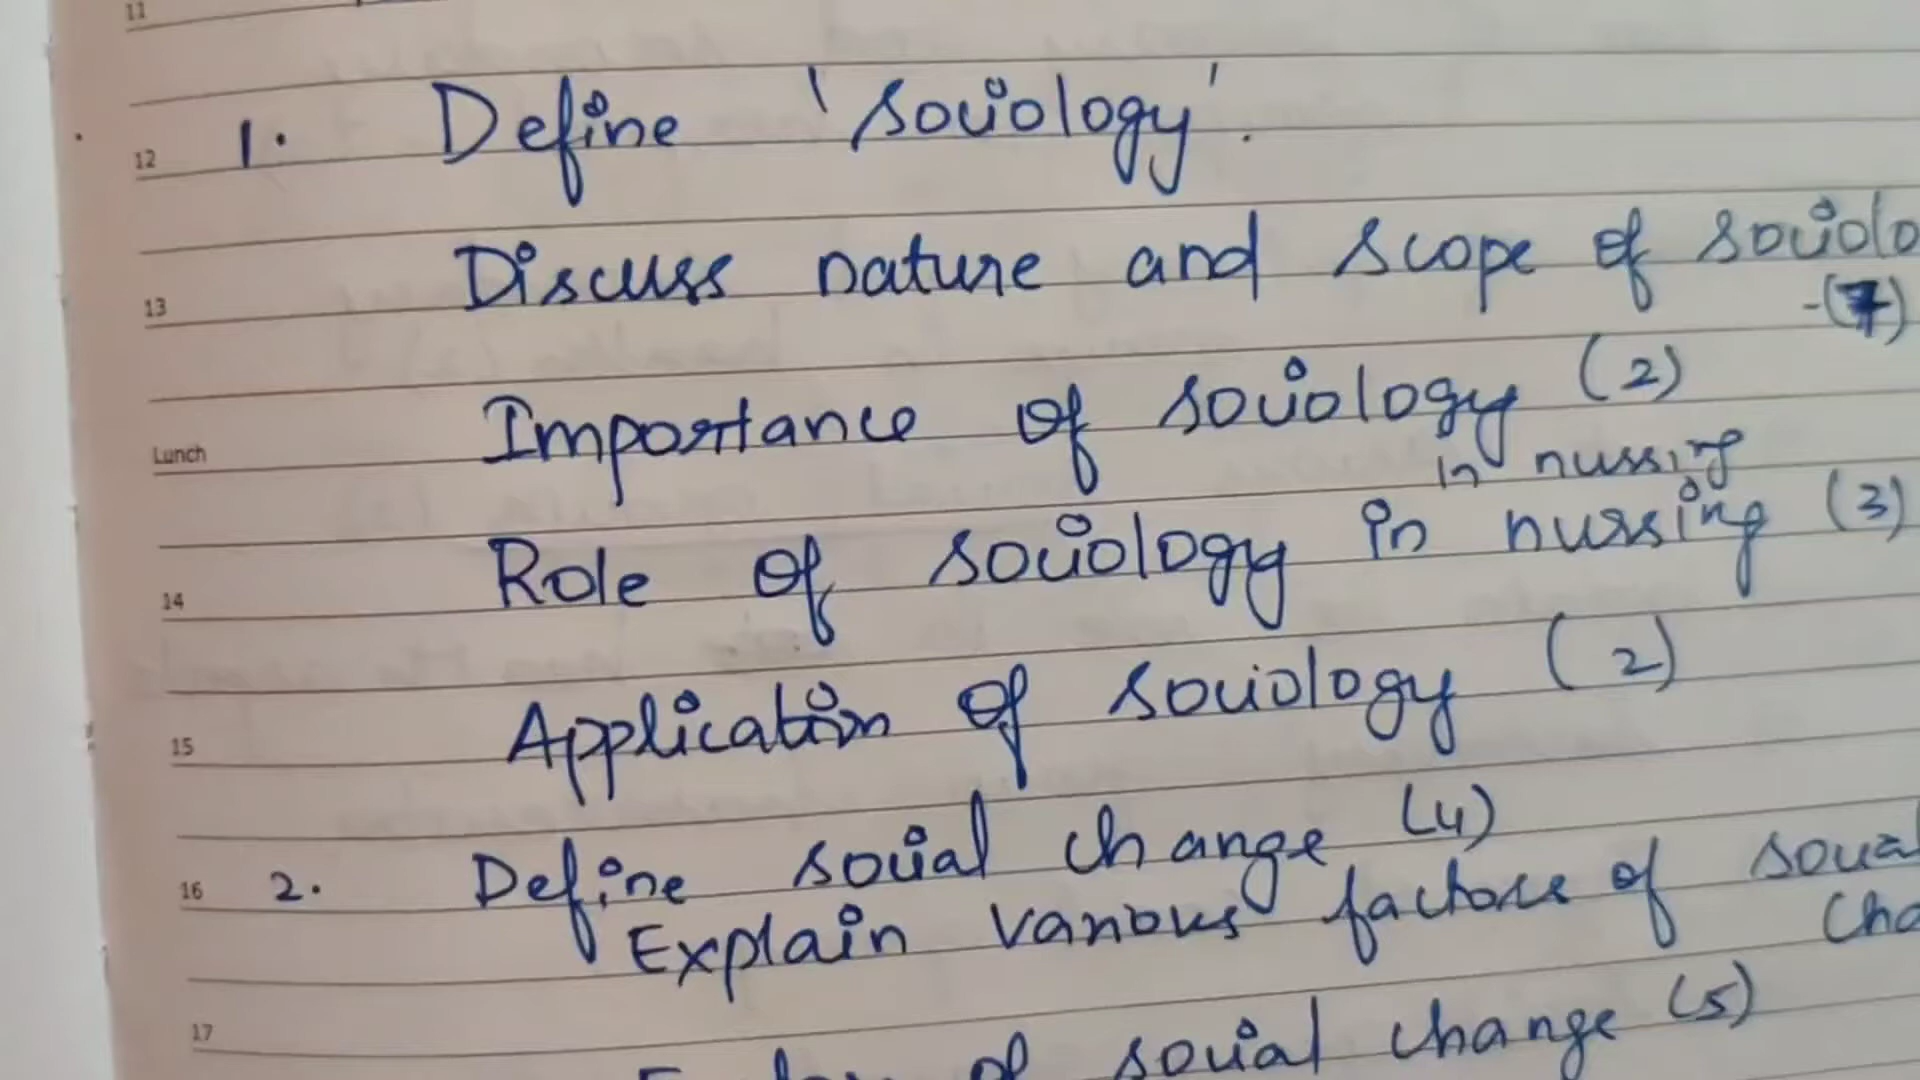 11
12 1. Define 'sociology'.
13 Discuss nature and scope of sociolo
-(7)
Importance of sociology (2)
Lunch
in nussing
Role of sociology in nursing (3)
14
Application of sociology (2)
15
Define social change (4)
16 2.
Explain various factors of social
Cha
17
of social change (5)